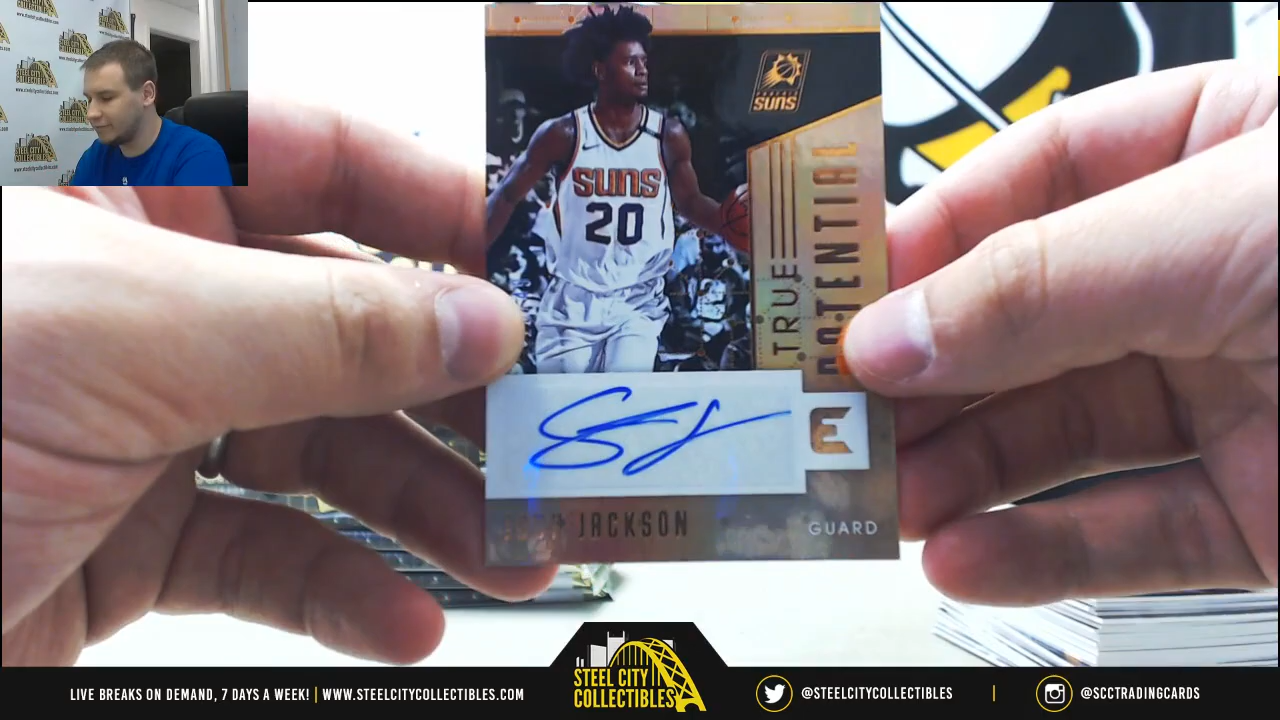 PHOENIX
SUNS
SUNS
20
TRUE
POTENTIAL
E
JACKSON
GUARD
STEEL CITY
COLLECTIBLES
LIVE BREAKS ON DEMAND, 7 DAYS A WEEK! | WWW.STEELCITYCOLLECTIBLES.COM
@STEELCITYCOLLECTIBLES | @SCCTRADINGCARDS